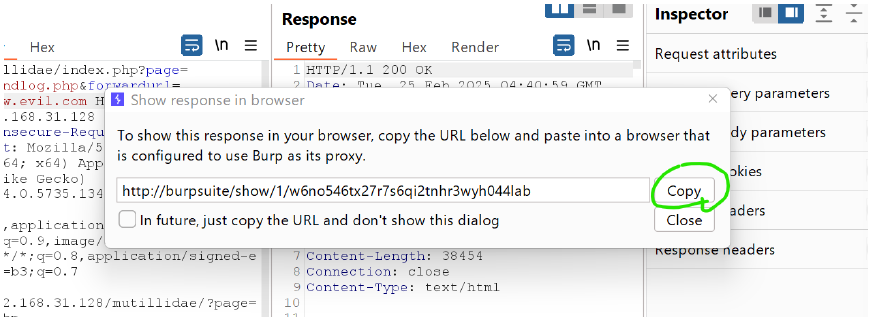 Response
Inspector
Hex
\n
Pretty
Raw
Hex
Render
\n
Request attributes
llidae/index.php?page=
ndlog.php&forwardurl=
w.evil.com H
.168.31.128
nsecure-Requ
t: Mozilla/5
64; x64) App
ike Gecko)
4.0.5735.134
,application
q=0.9,image/
*/*;q=0.8,application/signed-e
=b3;q=0.7
2.168.31.128/mutillidae/?page=
1 HTTP/1.1 200 OK
2 Date: Tue, 25 Feb 2025 04:40:59 GMT
Show response in browser
To show this response in your browser, copy the URL below and paste into a browser that
is configured to use Burp as its proxy.
http://burpsuite/show/1/w6no546tx27r7s6qi2tnhr3wyh044lab
Copy
In future, just copy the URL and don't show this dialog
Close
7 Content-Length: 38454
8 Connection: close
9 Content-Type: text/html
10
11
uery parameters
dy parameters
okies
aders
Response headers